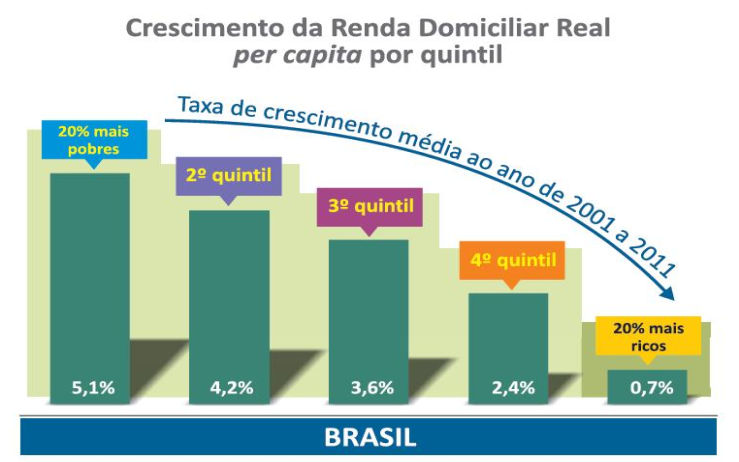 Crescimento da Renda Domiciliar Real
per capita por quintil
Taxa de crescimento média ao ano de 2001 a 2011
20% mais
pobres
2º quintil
3º quintil
4º quintil
20% mais
ricos
5,1%
4,2%
3,6%
2,4%
0,7%
BRASIL